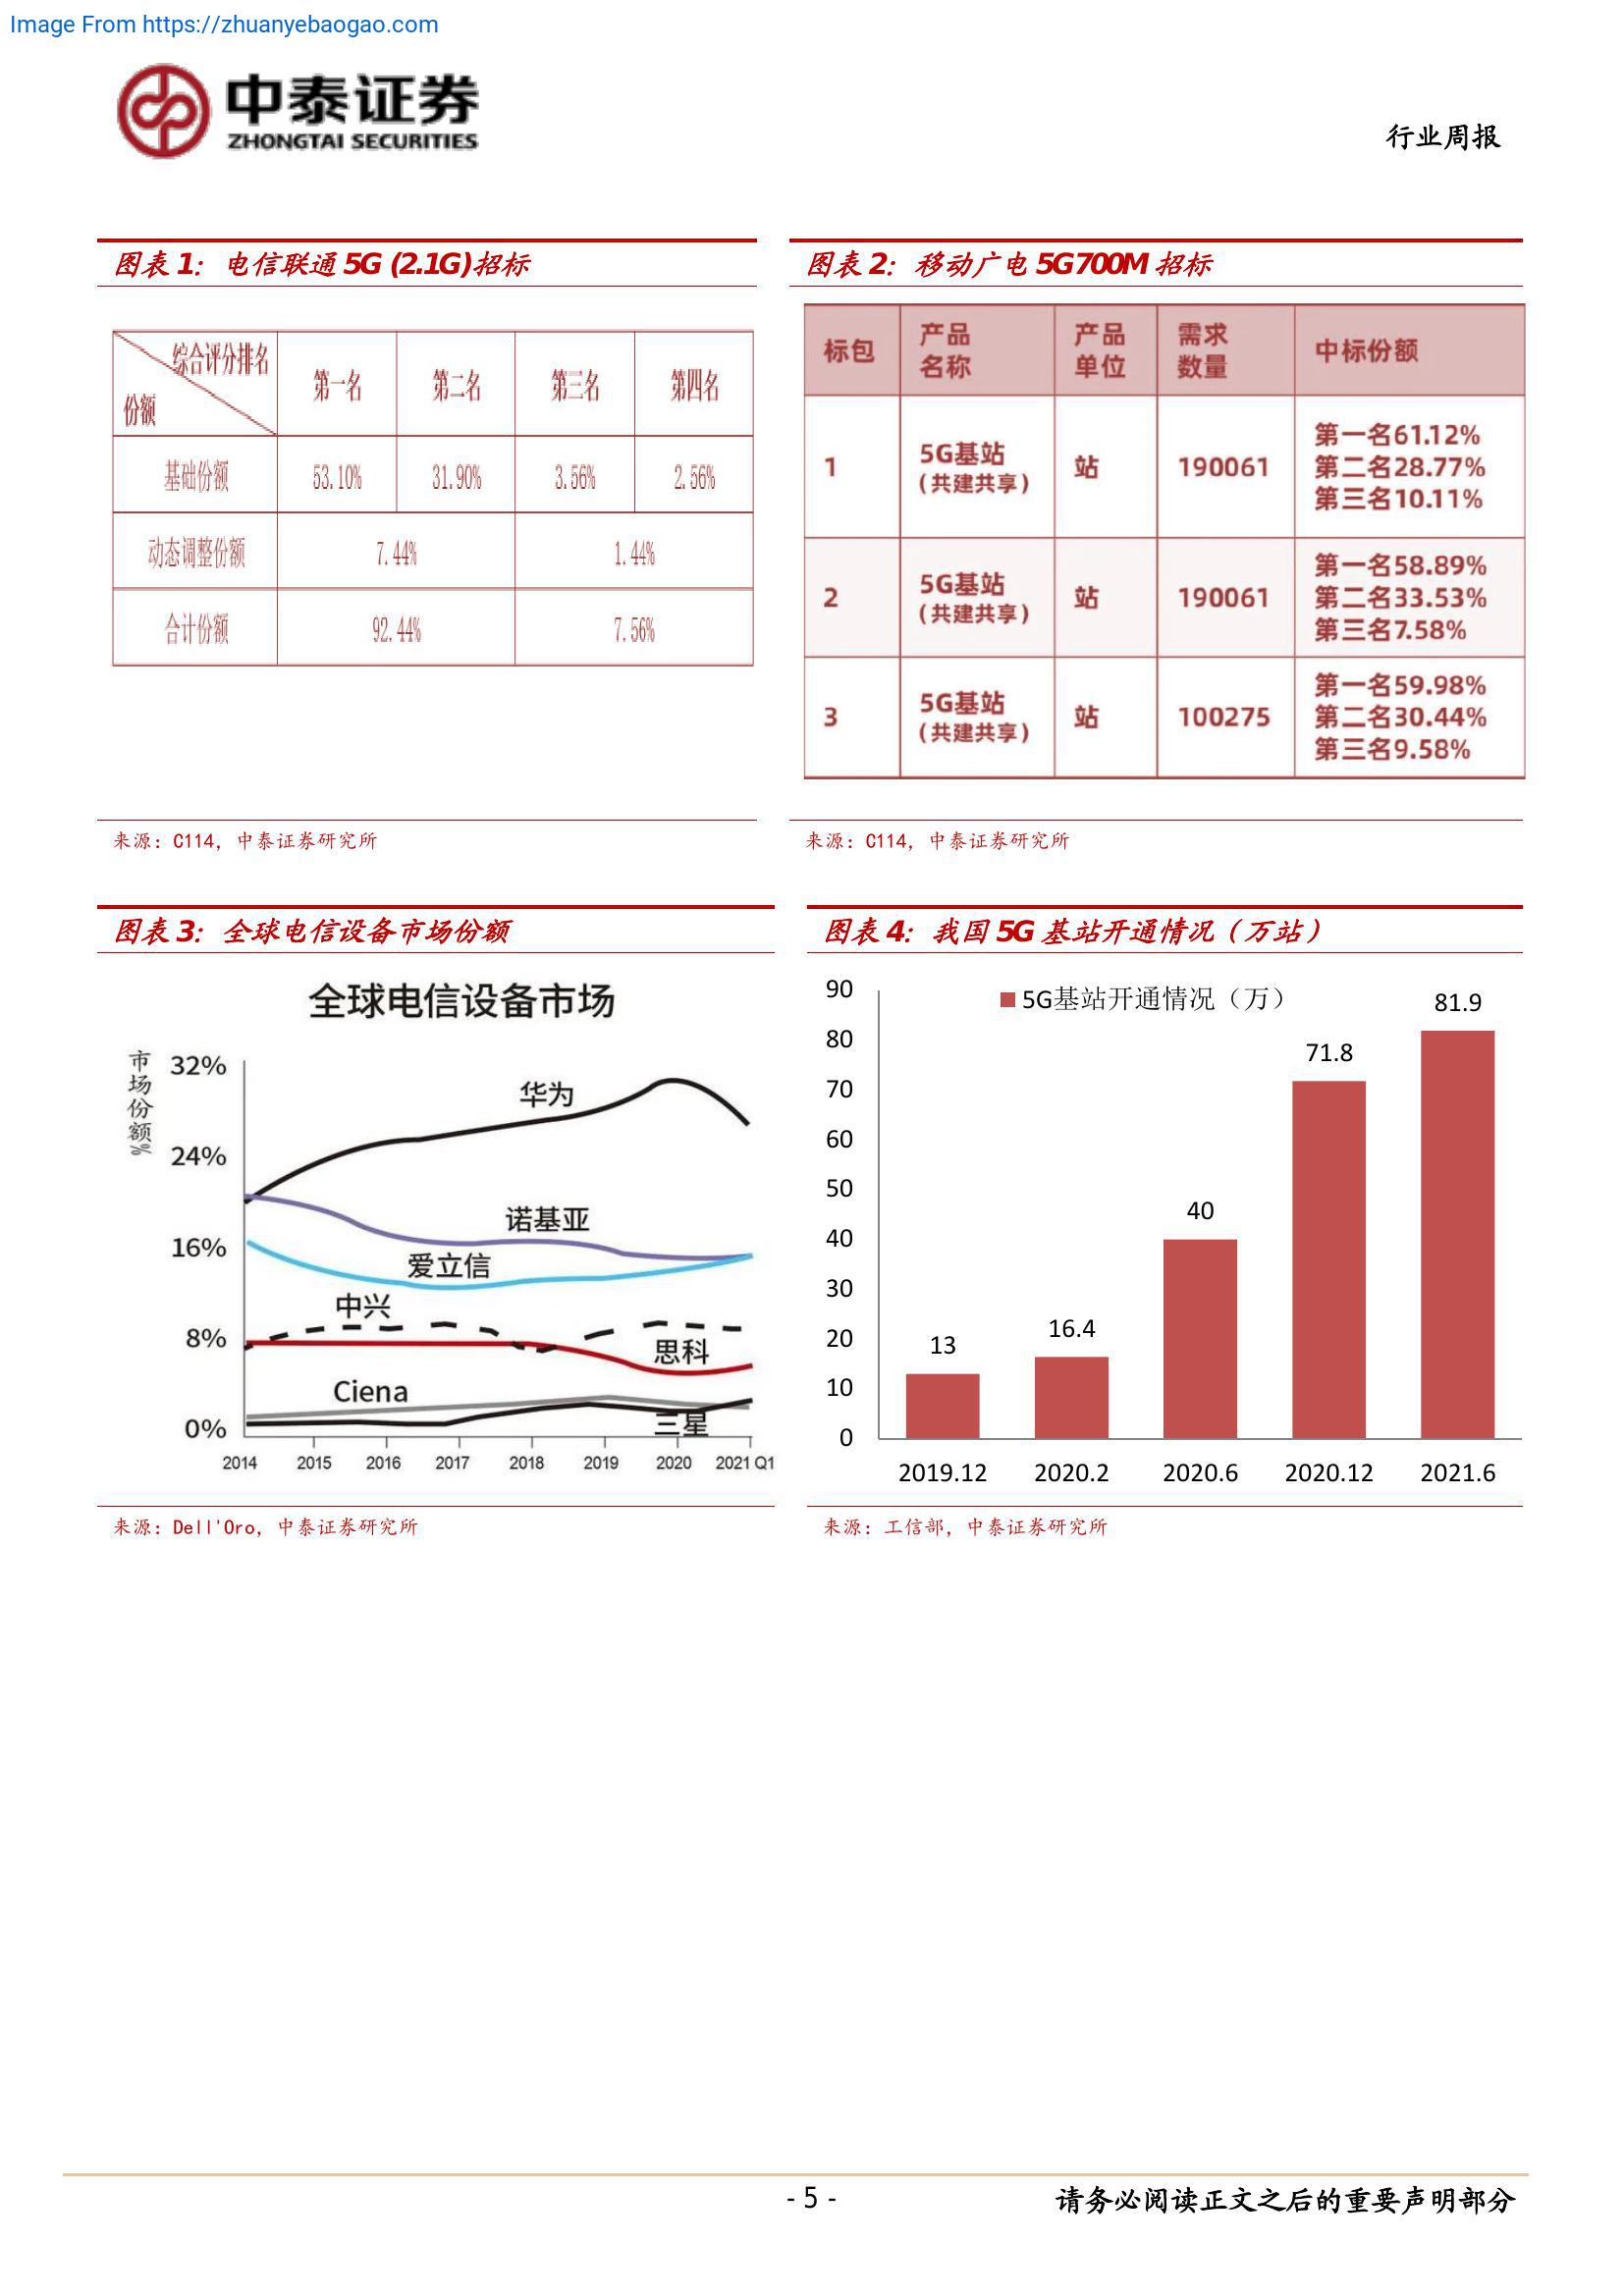 Image From https://zhuanyebaogao.com
中泰证券
ZHONGTAI SECURITIES
行业周报
图表 1：电信联通 5G (2.1G)招标
综合评分排名
份额
第一名 第二名 第三名 第四名
基础份额 53.10% 31.90% 3.56% 2.56%
动态调整份额 7.44% 1.44%
合计份额 92.44% 7.56%
来源：C114，中泰证券研究所
图表 2：移动广电 5G700M 招标
标包 产品名称 产品单位 需求数量 中标份额
1 5G基站（共建共享） 站 190061
第一名61.12%
第二名28.77%
第三名10.11%
2 5G基站（共建共享） 站 190061
第一名58.89%
第二名33.53%
第三名7.58%
3 5G基站（共建共享） 站 100275
第一名59.98%
第二名30.44%
第三名9.58%
来源：C114，中泰证券研究所
图表 3：全球电信设备市场份额
全球电信设备市场
市场份额%
32%
24%
16%
8%
0%
华为
诺基亚
爱立信
中兴
思科
Ciena
三星
2014 2015 2016 2017 2018 2019 2020 2021 Q1
来源：Dell'Oro，中泰证券研究所
图表 4：我国 5G 基站开通情况（万站）
5G基站开通情况（万）
90
80
70
60
50
40
30
20
10
0
13
16.4
40
71.8
81.9
2019.12 2020.2 2020.6 2020.12 2021.6
来源：工信部，中泰证券研究所
- 5 -
请务必阅读正文之后的重要声明部分